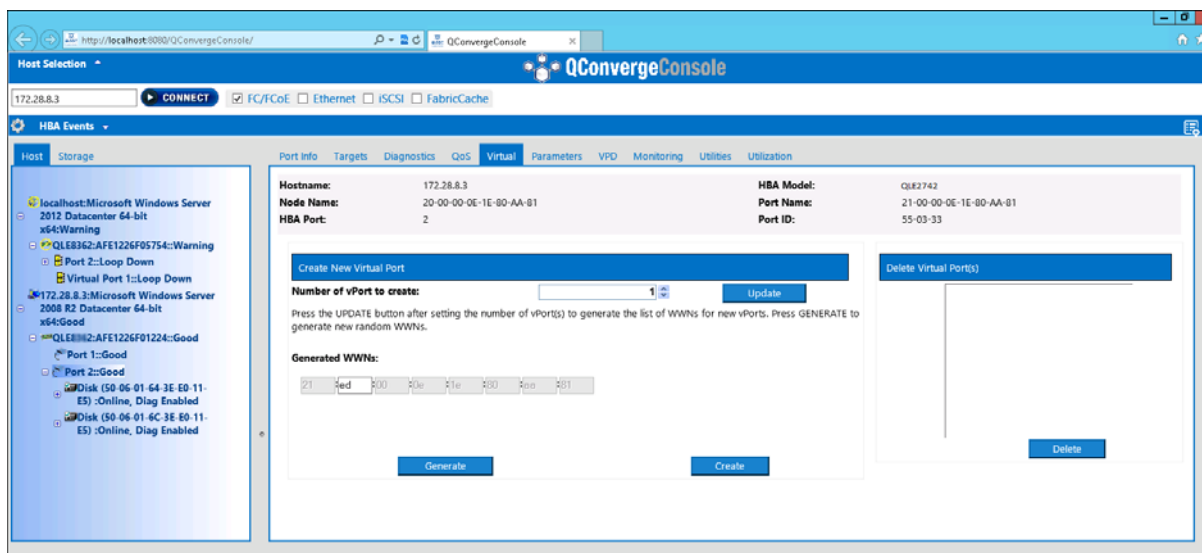 http://localhost:8080/QConvergeConsole/
QConvergeConsole
Host Selection
QConvergeConsole
172.28.8.3
CONNECT
FC/FCoE
Ethernet
iSCSI
FabricCache
HBA Events
Host
Storage
Port Info
Targets
Diagnostics
QoS
Virtual
Parameters
VPD
Monitoring
Utilities
Utilization
localhost:Microsoft Windows Server
2012 Datacenter 64-bit
x64:Warning
QLE8362:AFE1226F05754::Warning
Port 2::Loop Down
Virtual Port 1::Loop Down
172.28.8.3:Microsoft Windows Server
2008 R2 Datacenter 64-bit
x64:Good
2:AFE1226F01224::Good
Port 1::Good
Port 2::Good
Disk (50-06-01-64-3E-E0-11-
E5) :Online, Diag Enabled
Disk (50-06-01-6C-3E-E0-11-
E5) :Online, Diag Enabled
Hostname: 172.28.8.3
HBA Model: QLE2742
Node Name: 20-00-00-0E-1E-80-AA-81
Port Name: 21-00-00-0E-1E-80-AA-81
HBA Port: 2
Port ID: 55-03-33
Create New Virtual Port
Number of vPort to create: 1
Update
Press the UPDATE button after setting the number of vPort(s) to generate the list of WWNs for new vPorts. Press GENERATE to
generate new random WWNs.
Generated WWNs:
21 :ed :00 :0e :1e :80 :aa :81
Generate
Create
Delete Virtual Port(s)
Delete